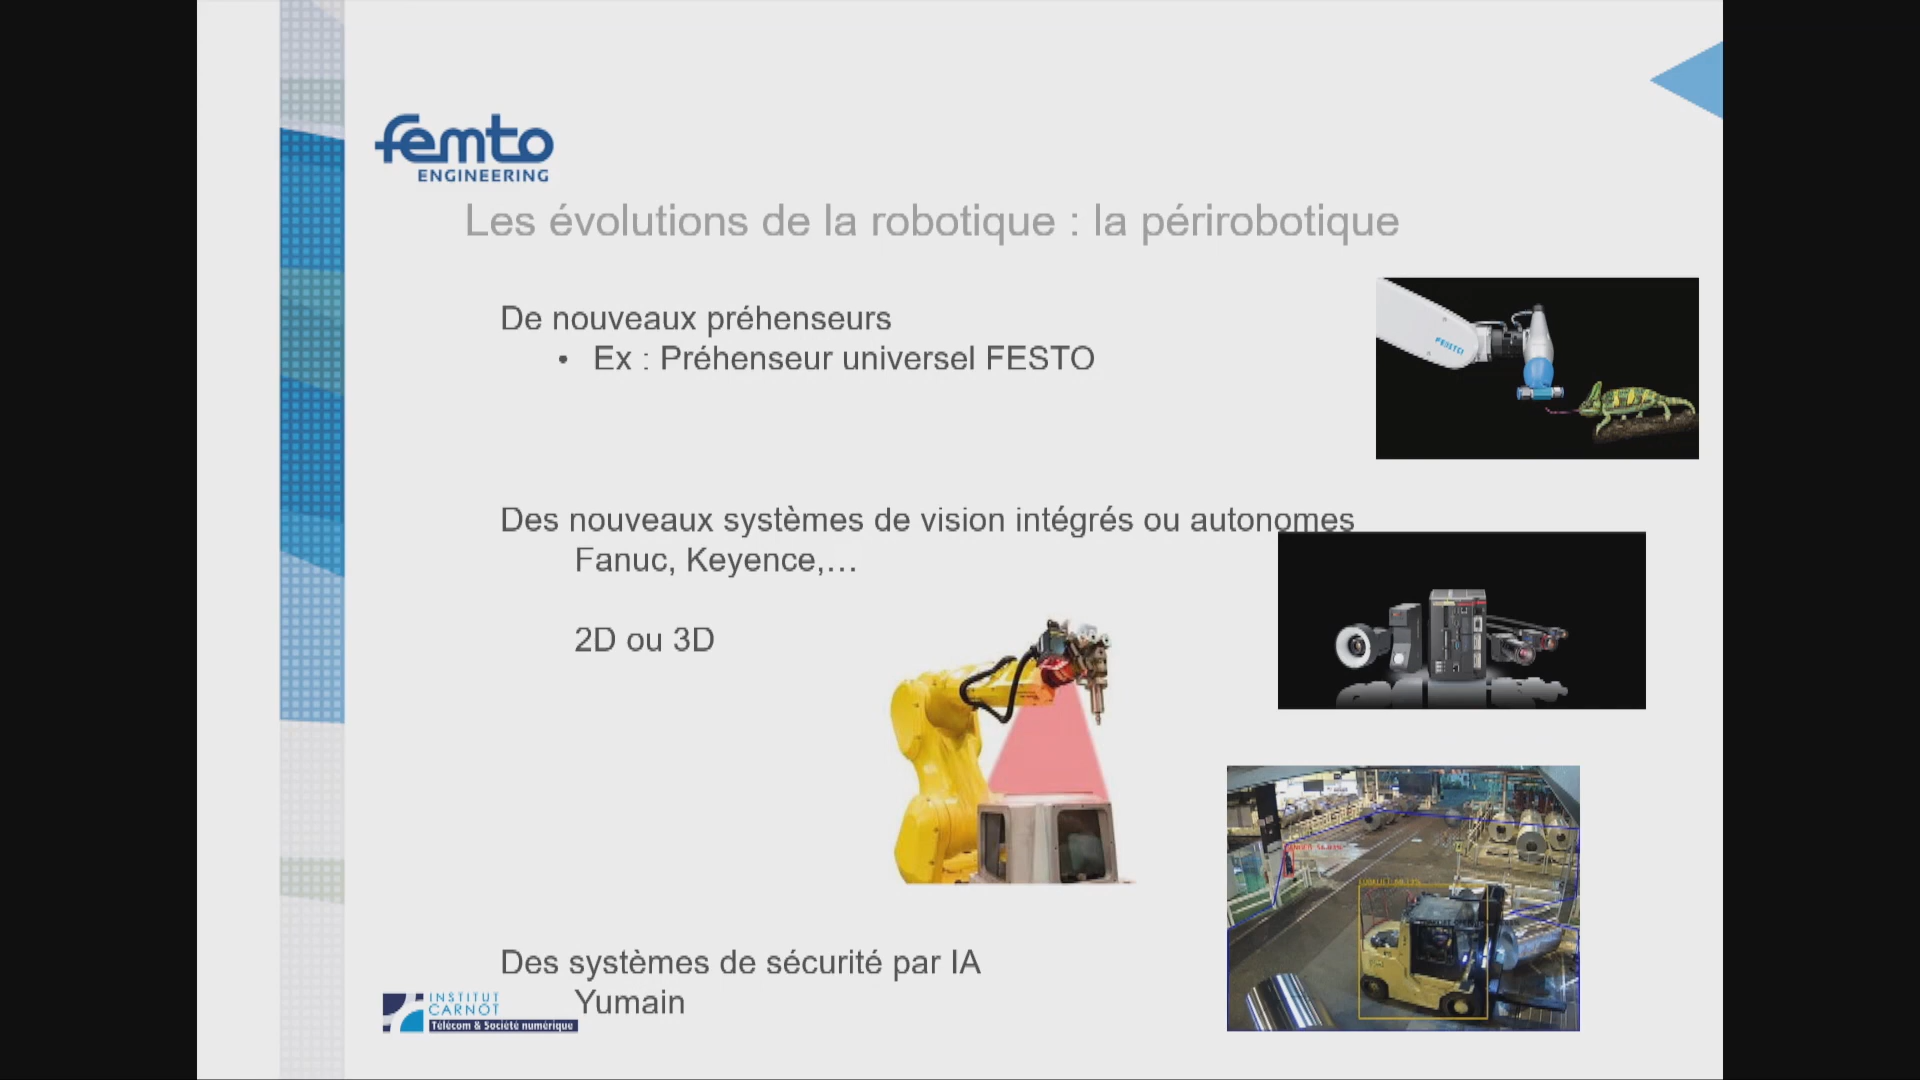 femto
ENGINEERING
Les évolutions de la robotique : la périrobotique
De nouveaux préhenseurs
• Ex : Préhenseur universel FESTO
FESTO
Des nouveaux systèmes de vision intégrés ou autonomes
Fanuc, Keyence,...
2D ou 3D
Des systèmes de sécurité par IA
Yumain
INSTITUT
CARNOT
Télécom & Société numérique